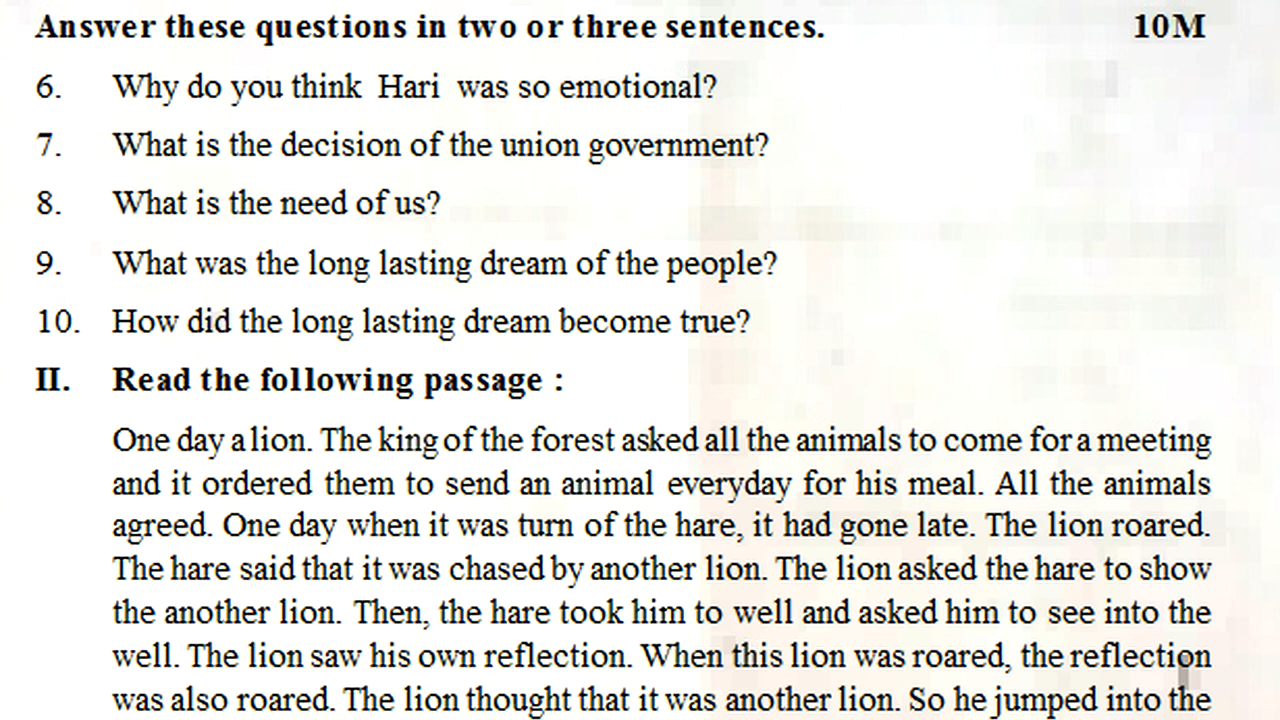 Answer these questions in two or three sentences. 10M
6. Why do you think Hari was so emotional?
7. What is the decision of the union government?
8. What is the need of us?
9. What was the long lasting dream of the people?
10. How did the long lasting dream become true?
II. Read the following passage :
One day a lion. The king of the forest asked all the animals to come for a meeting
and it ordered them to send an animal everyday for his meal. All the animals
agreed. One day when it was turn of the hare, it had gone late. The lion roared.
The hare said that it was chased by another lion. The lion asked the hare to show
the another lion. Then, the hare took him to well and asked him to see into the
well. The lion saw his own reflection. When this lion was roared, the reflection
was also roared. The lion thought that it was another lion. So he jumped into the